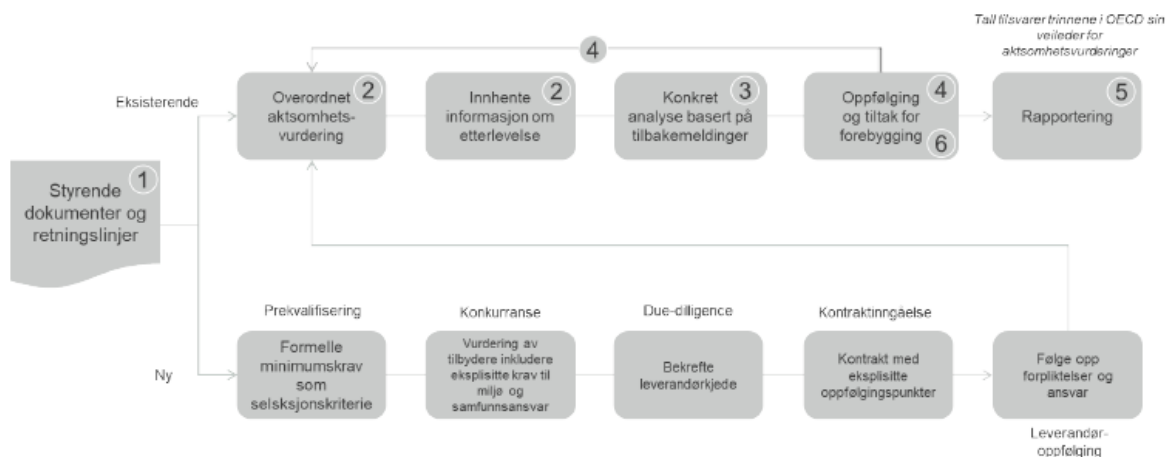 Tall tilsvarer trinnene i OECD sin
veileder for
aktsomhetsvurderinger
4
Eksisterende
Overordnet
aktsomhets-
vurdering
2
Innhente
informasjon om
etterlevelse
2
Konkret
analyse basert på
tilbakemeldinger
3
Oppfølging
og tiltak for
forebygging
4
6
Rapportering
5
Styrende
dokumenter og
retningslinjer
1
Ny
Prekvalifisering
Formelle
minimumskrav
som
selsksjonskriterie
Konkurranse
Vurdering av
tilbydere inkludere
eksplisitte krav til
miljø og
samfunnsansvar
Due-dilligence
Bekrefte
leverandørkjede
Kontraktinngåelse
Kontrakt med
eksplisitte
oppfølgingspunkter
Følge opp
forpliktelser og
ansvar
Leverandør-
oppfølging